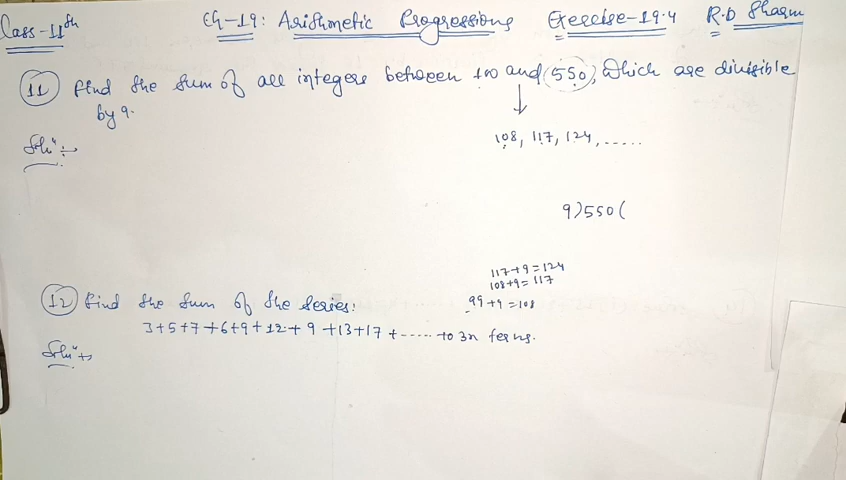 Class-11th Ch-19: Arithmetic Progressions Exercise-19.4 R.D Sharm
(11) Find the sum of all integers between 100 and 550, which are divisible
by 9.
Solⁿ :-
108, 117, 124, .....
9)550(
117+9=124
108+9=117
99+9=108
(12) Find the sum of the series:
3+5+7+6+9+12+9+13+17+..... to 3n terms.
Solⁿ :-